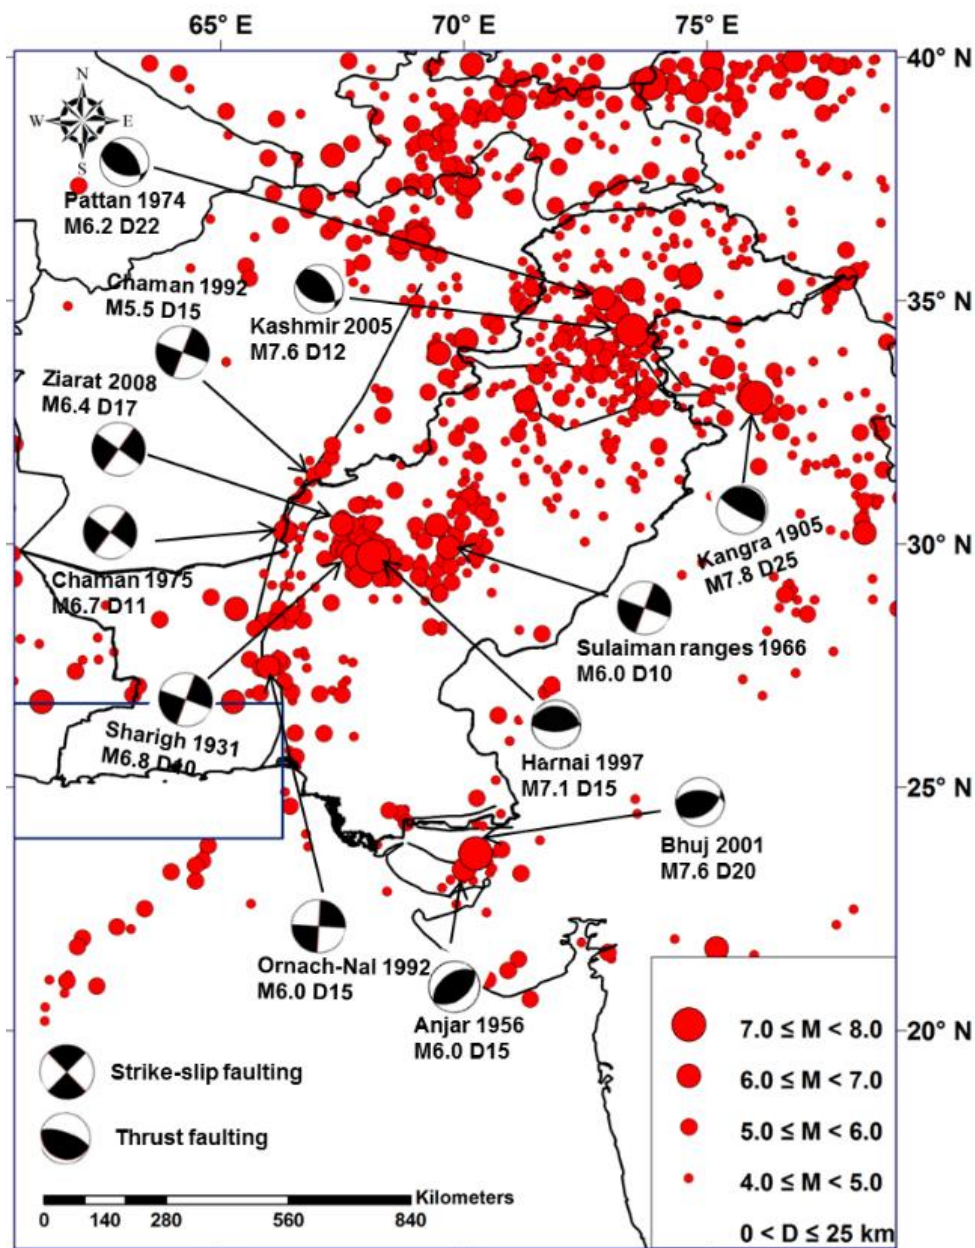 65° E 70° E 75° E
40° N
N
W E
S
Pattan 1974
M6.2 D22
Chaman 1992
M5.5 D15
35° N
Kashmir 2005
M7.6 D12
Ziarat 2008
M6.4 D17
Kangra 1905
M7.8 D25
30° N
Chaman 1975
M6.7 D11
Sulaiman ranges 1966
M6.0 D10
Sharigh 1931
M6.8 D40
Harnai 1997
M7.1 D15
25° N
Bhuj 2001
M7.6 D20
Ornach-Nal 1992
M6.0 D15
Anjar 1956
M6.0 D15
20° N
7.0 ≤ M < 8.0
6.0 ≤ M < 7.0
5.0 ≤ M < 6.0
4.0 ≤ M < 5.0
0 < D ≤ 25 km
Strike-slip faulting
Thrust faulting
Kilometers
0 140 280 560 840